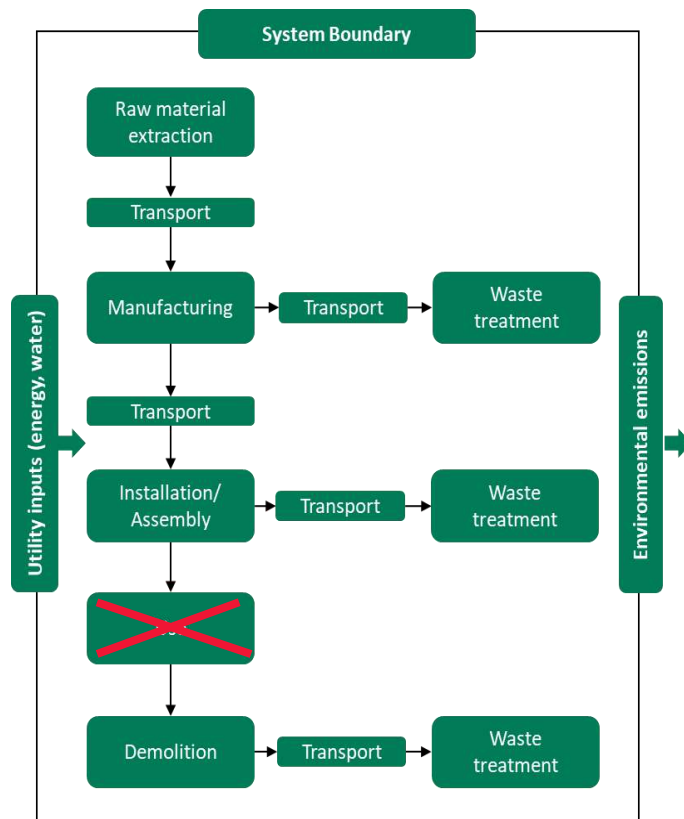 System Boundary
Raw material
extraction
Transport
Manufacturing
Transport
Waste
treatment
Transport
Installation/
Assembly
Transport
Waste
treatment
Demolition
Transport
Waste
treatment
Utility inputs (energy, water)
Environmental emissions